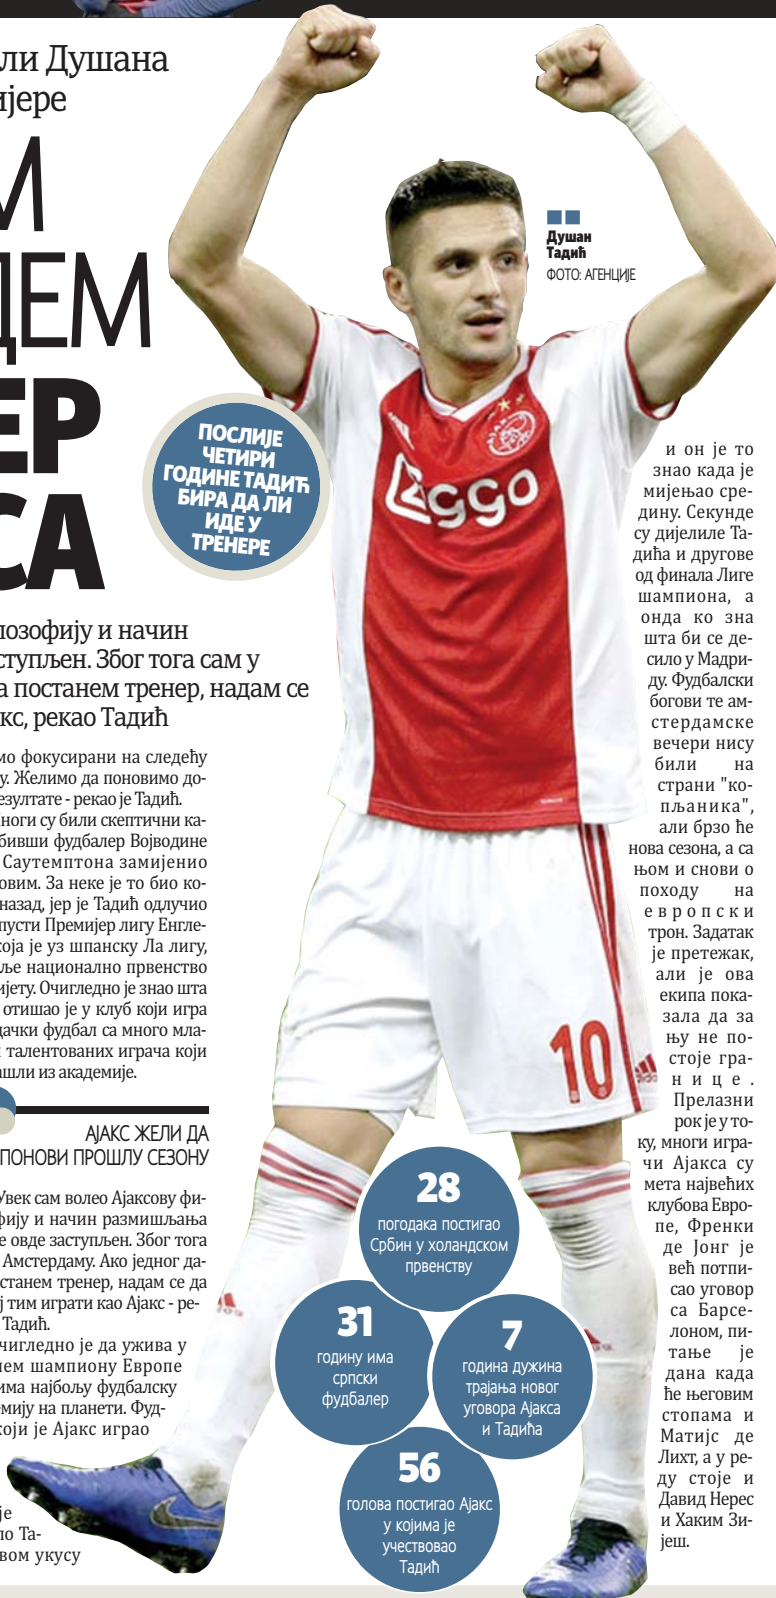 ли Душана
ијере
М
ДЕМ
ЕР
СА
Душан
Тадић
ФОТО: АГЕНЦИЈЕ
ПОСЛИЈЕ
ЧЕТИРИ
ГОДИНЕ ТАДИЋ
БИРА ДА ЛИ
ИДЕ У
ТРЕНЕРЕ
лозофију и начин
ступљен. Због тога сам у
а постанем тренер, надам се
кс, рекао Тадић
мо фокусирани на следећу
у. Желимо да поновимо до-
езултате - рекао је Тадић.
ноги су били скептични ка-
бивши фудбалер Војводине
Саутемптона замијенио
овим. За неке је то био ко-
назад, јер је Тадић одлучио
пусти Премијер лигу Енгле-
која је уз шпанску Ла лигу,
ље национално првенство
ијету. Очигледно је знао шта
отишао је у клуб који игра
дачки фудбал са много мла-
и талентованих играча који
ашли из академије.
АЈАКС ЖЕЛИ ДА
ПОНОВИ ПРОШЛУ СЕЗОНУ
Увек сам волео Ајаксову фи-
фију и начин размишљања
е овде заступљен. Због тога
Амстердаму. Ако једног да-
станем тренер, надам се да
ј тим играти као Ајакс - ре-
Тадић.
чигледно је да ужива у
ем шампиону Европе
има најбољу фудбалску
емију на планети. Фуд-
који је Ајакс играо
је
ло Та-
вом укусу
Ziggo
10
28
погодака постигао
Србин у холандском
првенству
31
годину има
српски
фудбалер
7
година дужина
трајања новог
уговора Ајакса
и Тадића
56
голова постигао Ајакс
у којима је
учествовао
Тадић
и он је то
знао када је
мијењао сре-
дину. Секунде
су дијелиле Та-
дића и другове
од финала Лиге
шампиона, а
онда ко зна
шта би се де-
сило у Мадри-
ду. Фудбалски
богови те ам-
стердамске
вечери нису
били на
страни "ко-
пљаника",
али брзо ће
нова сезона, а са
њом и снови о
походу на
европски
трон. Задатак
је претежак,
али је ова
екипа пока-
зала да за
њу не по-
стоје гра-
нице.
Прелазни
рок је у то-
ку, многи игра-
чи Ајакса су
мета највећих
клубова Евро-
пе, Френки
де Јонг је
већ потпи-
сао уговор
са Барсе-
лоном, пи-
тање је
дана када
ће његовим
стопама и
Матијс де
Лихт, а у ре-
ду стоје и
Давид Нерес
и Хаким Зи-
јеш.